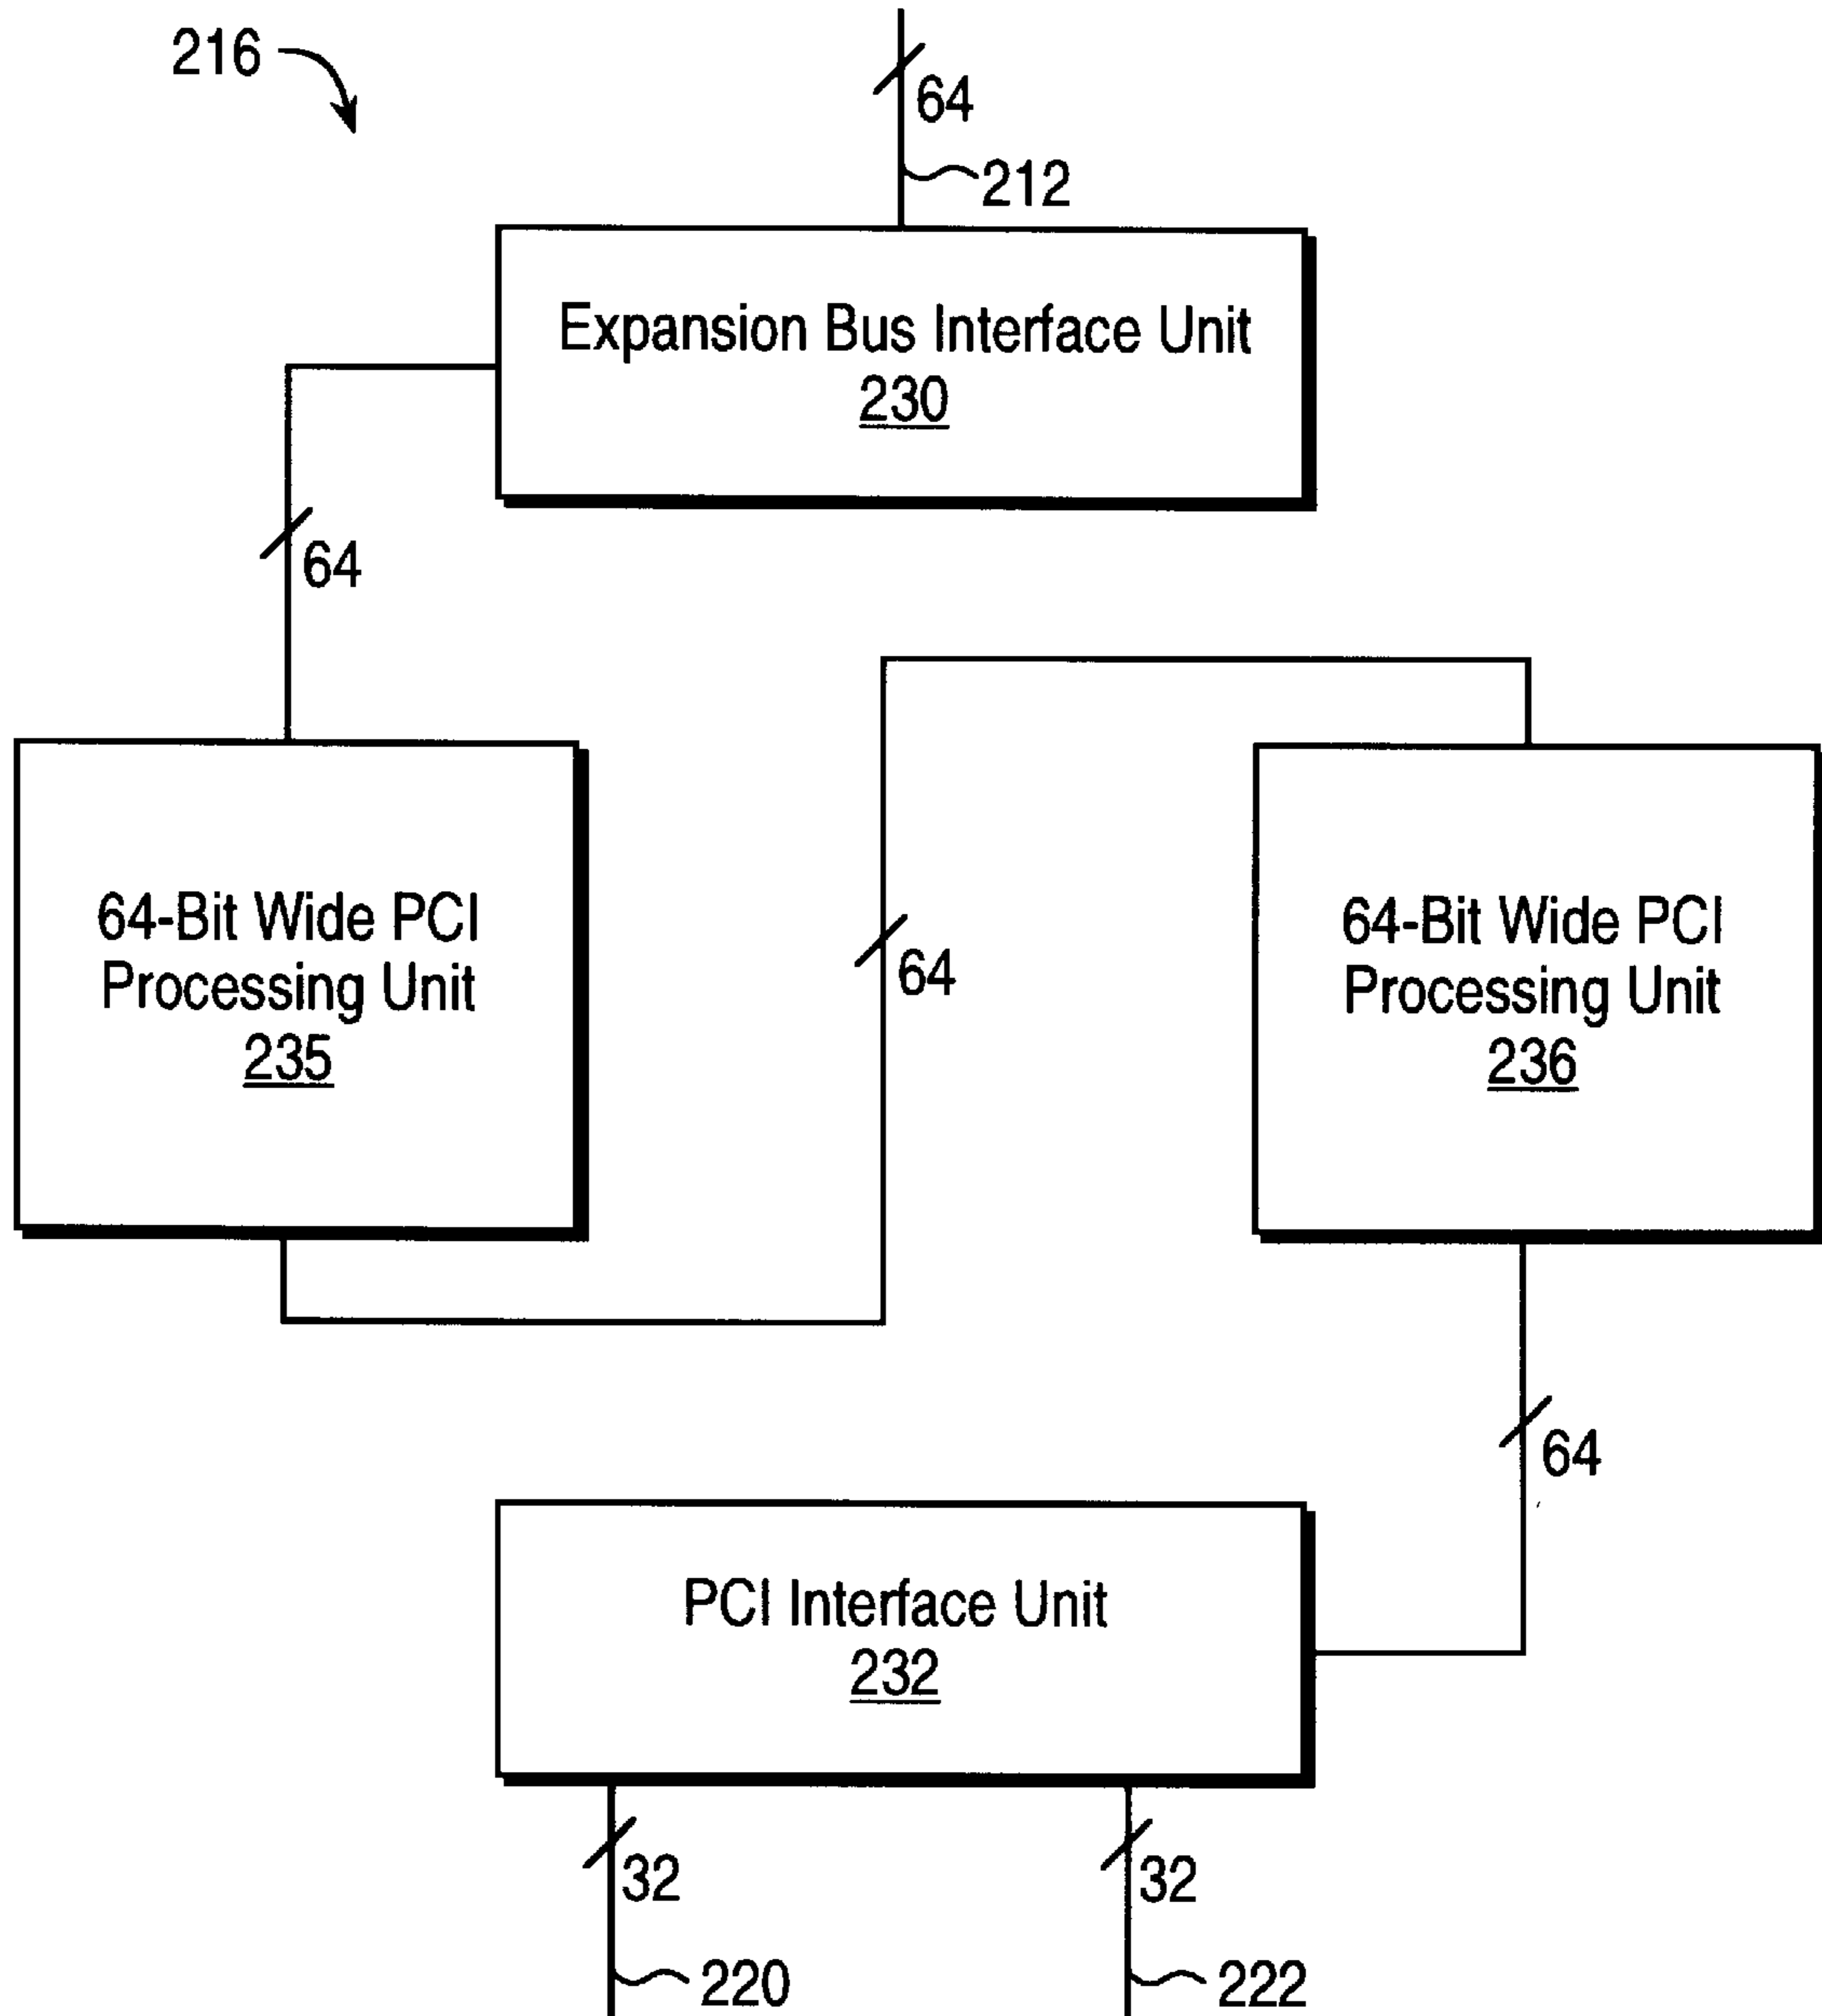 216
64
212
Expansion Bus Interface Unit
230
64
64-Bit Wide PCI
Processing Unit
235
64
64-Bit Wide PCI
Processing Unit
236
64
PCI Interface Unit
232
32
32
220
222